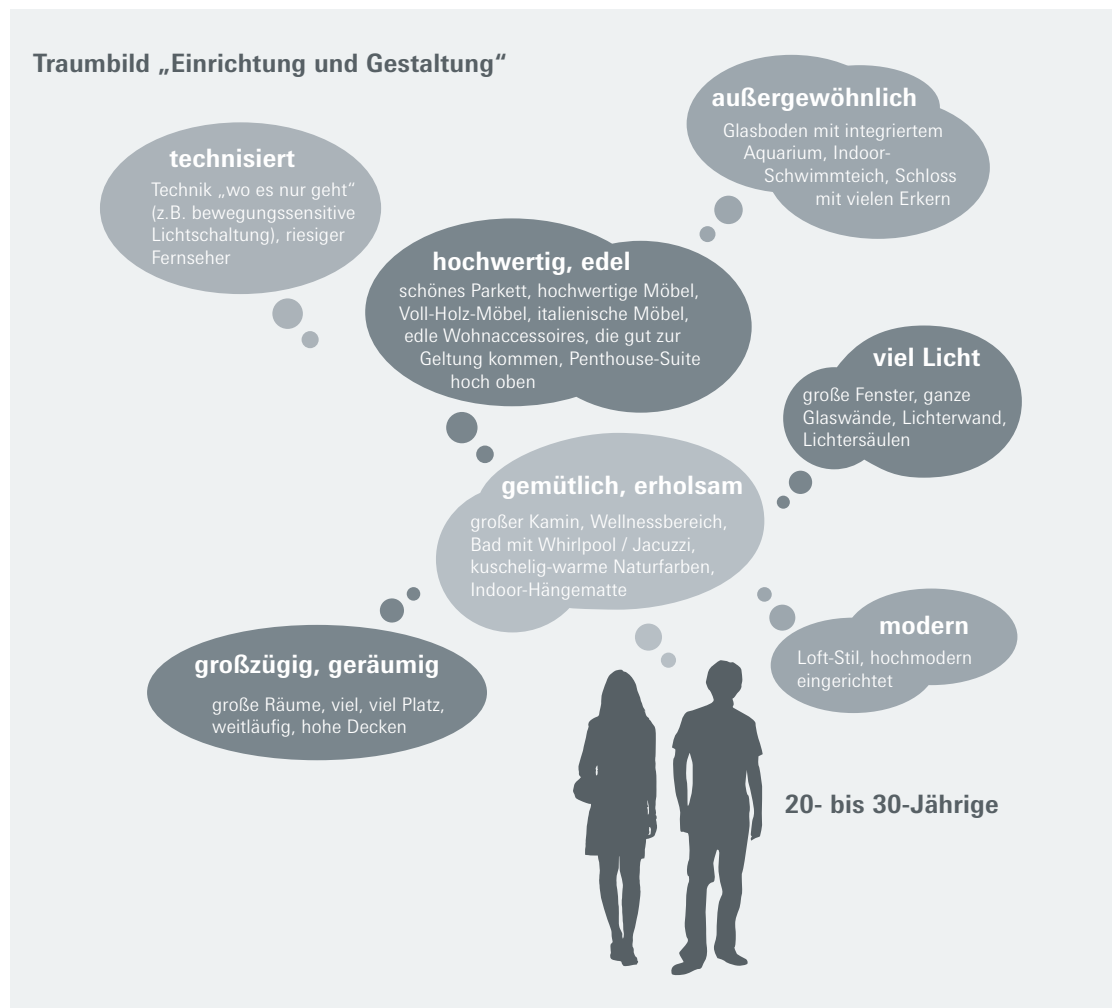 Traumbild „Einrichtung und Gestaltung“
außergewöhnlich
Glasboden mit integriertem
Aquarium, Indoor-
Schwimmteich, Schloss
mit vielen Erkern
technisiert
Technik „wo es nur geht“
(z.B. bewegungssensitive
Lichtschaltung), riesiger
Fernseher
hochwertig, edel
schönes Parkett, hochwertige Möbel,
Voll-Holz-Möbel, italienische Möbel,
edle Wohnaccessoires, die gut zur
Geltung kommen, Penthouse-Suite
hoch oben
viel Licht
große Fenster, ganze
Glaswände, Lichterwand,
Lichtersäulen
gemütlich, erholsam
großer Kamin, Wellnessbereich,
Bad mit Whirlpool / Jacuzzi,
kuschelig-warme Naturfarben,
Indoor-Hängematte
modern
Loft-Stil, hochmodern
eingerichtet
großzügig, geräumig
große Räume, viel, viel Platz,
weitläufig, hohe Decken
20- bis 30-Jährige